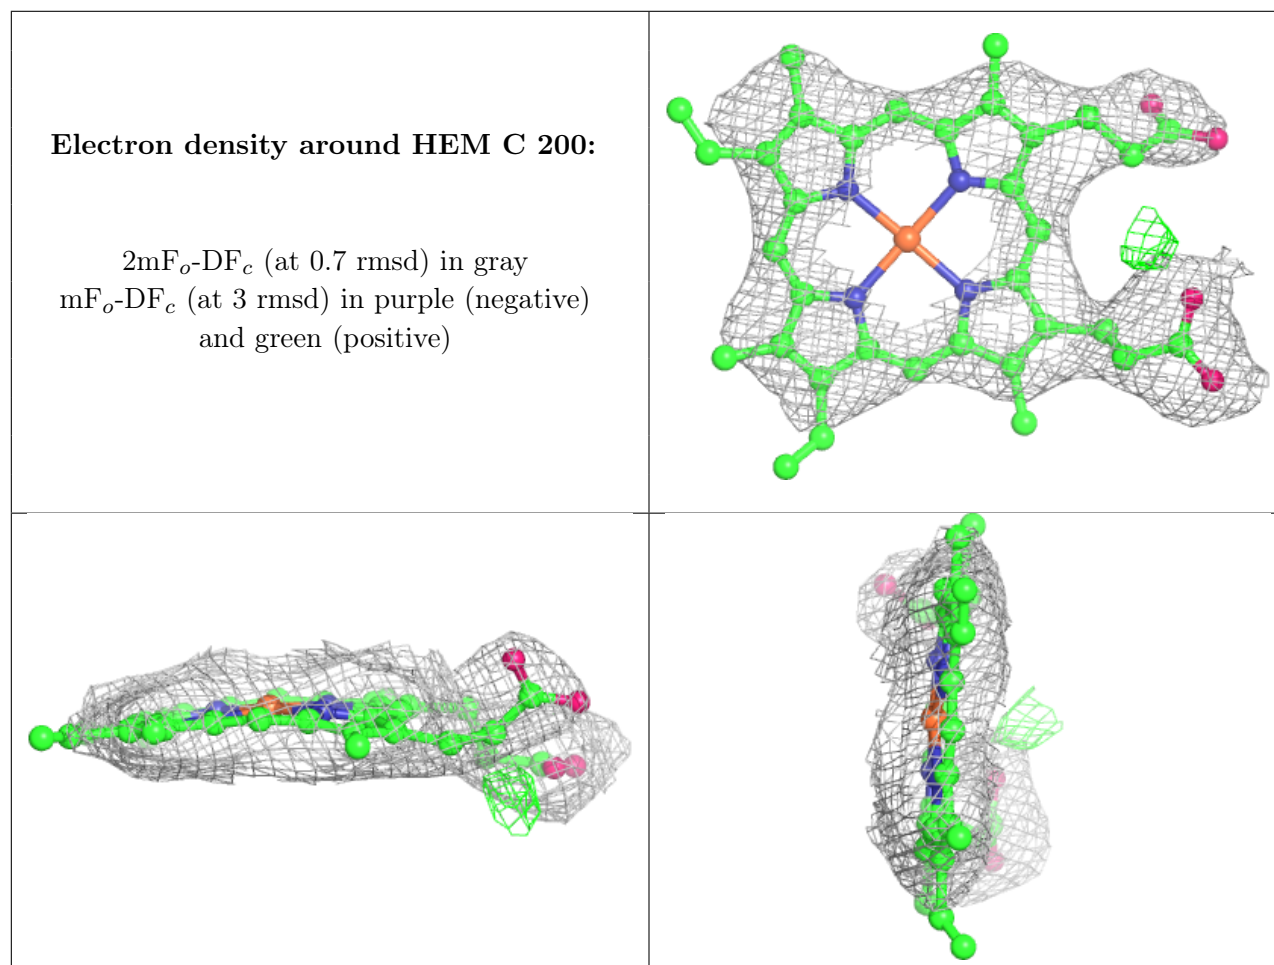 Electron density around HEM C 200:
2mFo-DFc (at 0.7 rmsd) in gray
mFo-DFc (at 3 rmsd) in purple (negative)
and green (positive)